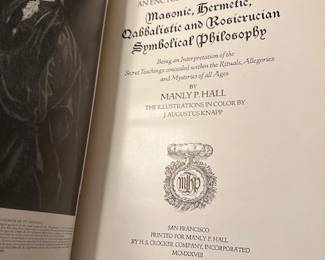 AN
Masonic, Hermetic,
Qabbalistic and Rosicrucian
Symbolical Philosophy
Being an Interpretation of the
Secret Teachings concealed within the Rituals, Allegories
and Mysteries of all Ages
BY
MANLY P. HALL
THE ILLUSTRATIONS IN COLOR BY
J. AUGUSTUS KNAPP
MPH
SAN FRANCISCO
PRINTED FOR MANLY P. HALL
BY H. S. CROCKER COMPANY, INCORPORATED
MCMXXVIII